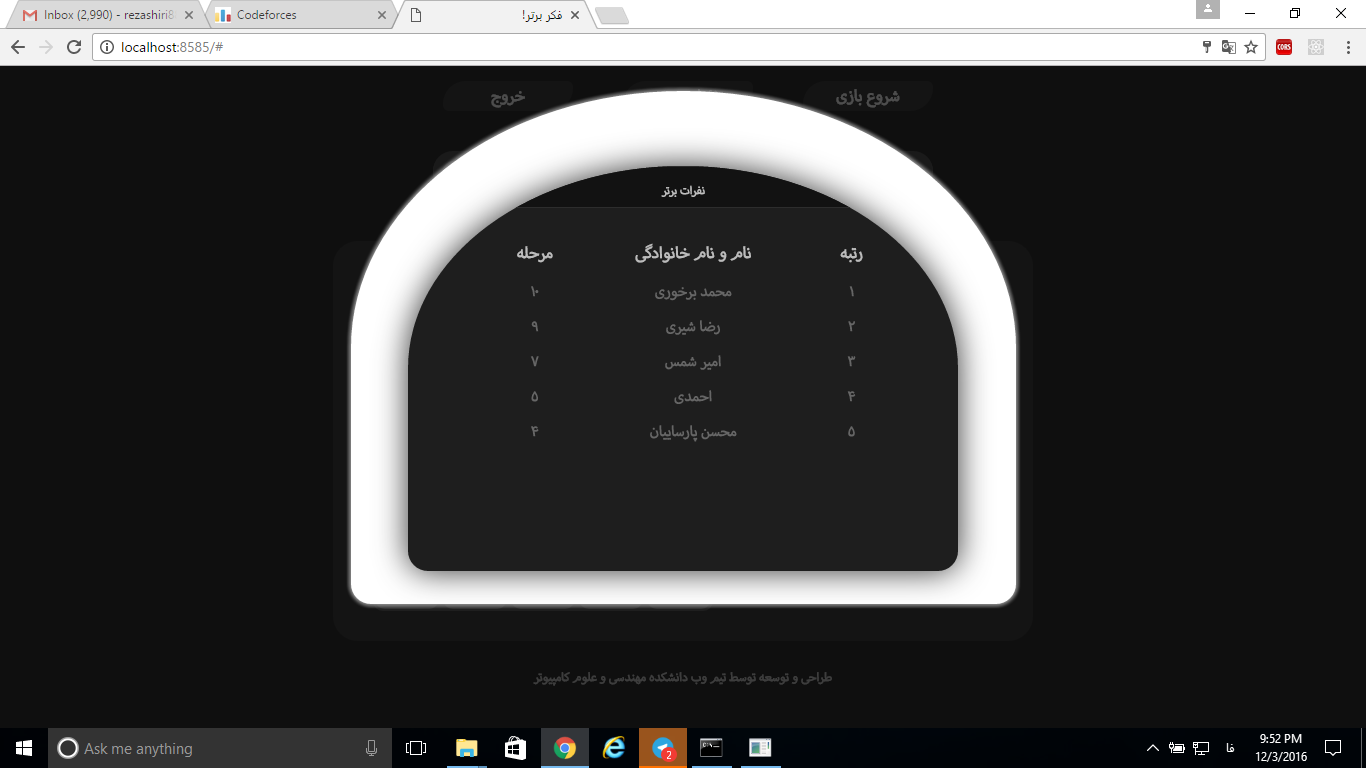 Inbox (2,990) - rezashiri8
Codeforces
فکر برتر!
localhost:8585/#
CORS
شروع بازی
خروج
نفرات برتر
رتبه نام و نام خانوادگی مرحله
۱ محمد برخوری ۱۰
۲ رضا شیری ۹
۳ امیر شمس ۷
۴ احمدی ۵
۵ محسن پارساییان ۴
طراحی و توسعه توسط تیم وب دانشکده مهندسی و علوم کامپیوتر
Ask me anything
2
فا
9:52 PM
12/3/2016